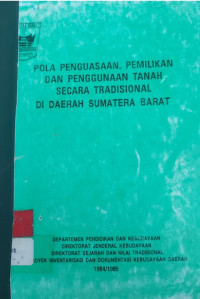 POLA PENGUASAAN, PEMILIKAN
DAN PENGGUNAAN TANAH
SECARA TRADISIONAL
DI DAERAH SUMATERA BARAT
DEPARTEMEN PENDIDIKAN DAN KEBUDAYAAN
DIREKTORAT JENDERAL KEBUDAYAAN
DIREKTORAT SEJARAH DAN NILAI TRADISIONAL
PROYEK INVENTARISASI DAN DOKUMENTASI KEBUDAYAAN DAERAH
1984/1985